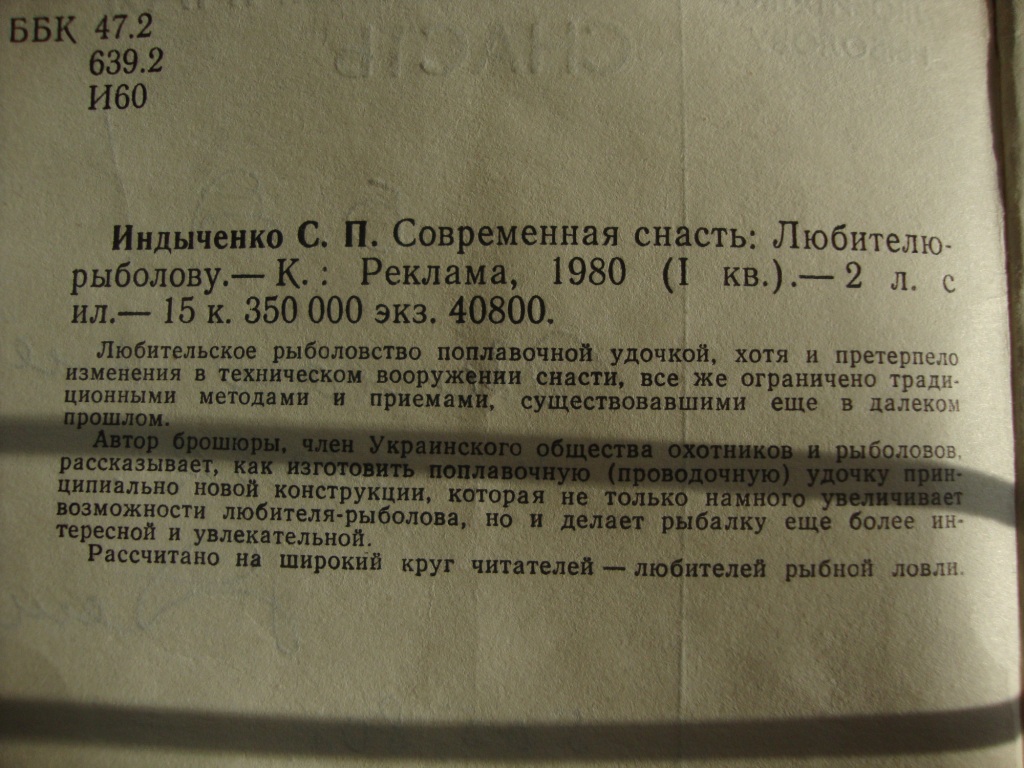 ББК 47.2
639.2
И60
Индыченко С. П. Современная снасть: Любителю-
рыболову.— К.: Реклама, 1980 (I кв.).— 2 л. с
ил.— 15 к. 350 000 экз. 40800.
Любительское рыболовство поплавочной удочкой, хотя и претерпело
изменения в техническом вооружении снасти, все же ограничено тради-
ционными методами и приемами, существовавшими еще в далеком
прошлом.
Автор брошюры, член Украинского общества охотников и рыболовов,
рассказывает, как изготовить поплавочную (проводочную) удочку прин-
ципиально новой конструкции, которая не только намного увеличивает
возможности любителя-рыболова, но и делает рыбалку еще более ин-
тересной и увлекательной.
Рассчитано на широкий круг читателей — любителей рыбной ловли.